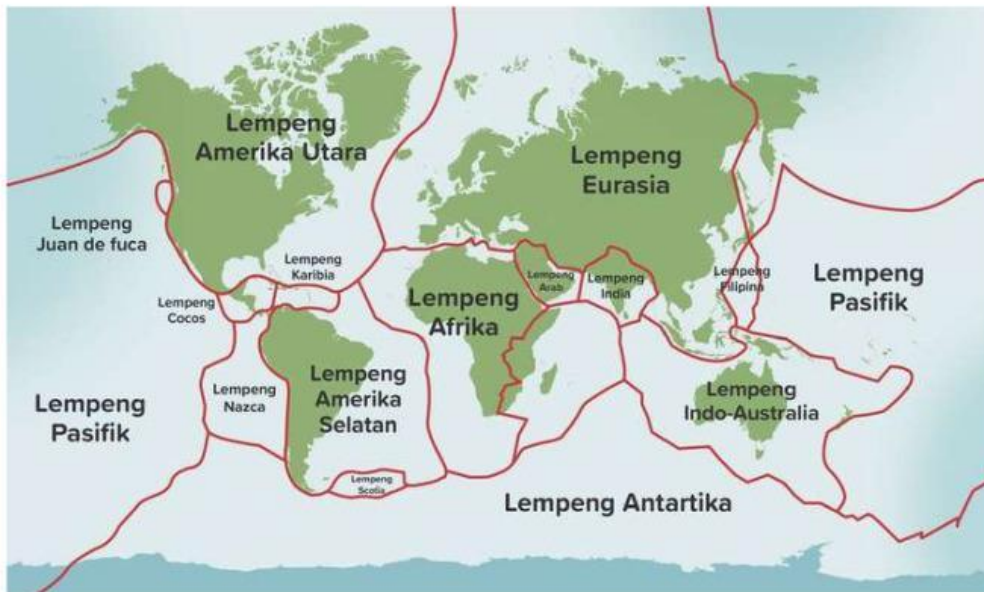 Lempeng
Amerika Utara
Lempeng
Eurasia
Lempeng
Juan de fuca
Lempeng
Karibia
Lempeng
Cocos
Lempeng
Afrika
Lempeng
Arab
Lempeng
India
Lempeng
Filipina
Lempeng
Pasifik
Lempeng
Pasifik
Lempeng
Nazca
Lempeng
Amerika
Selatan
Lempeng
Indo-Australia
Lempeng
Scotia
Lempeng Antartika